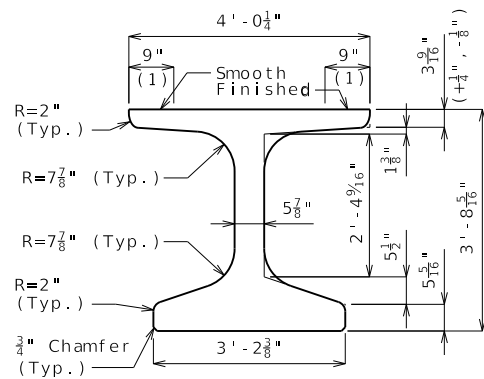 4'-0¼"
9"
9"
(1)
(1)
Smooth
Finished
3 9/16"
(+¼", -⅛")
R=2"
(Typ.)
1⅜"
R=7⅞" (Typ.)
5⅞"
2'-4 9/16"
3'-8 5/16"
R=7⅞" (Typ.)
5½"
5 5/16"
R=2"
(Typ.)
¾" Chamfer
(Typ.)
3'-2⅜"